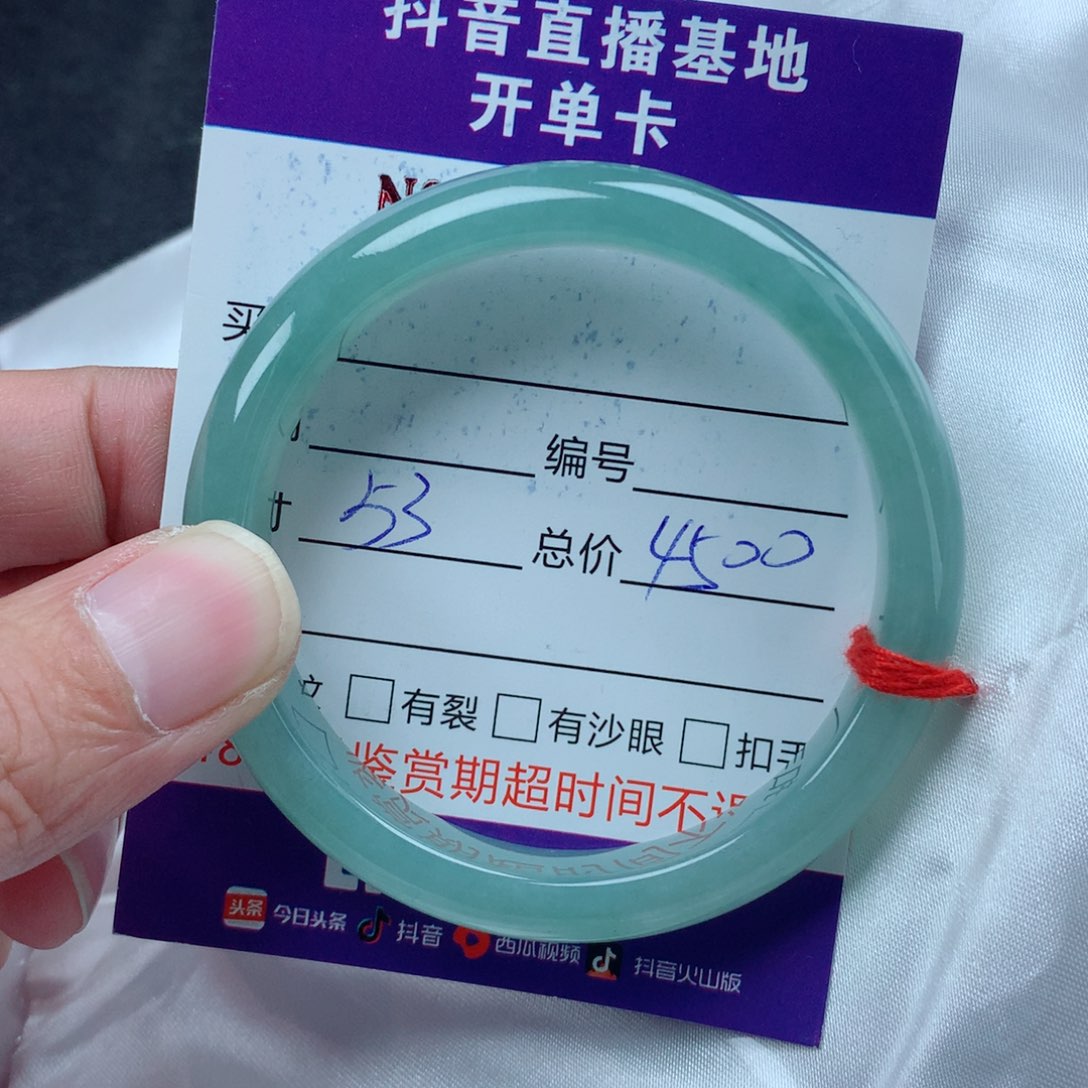 抖音直播基地
开单卡
买
编号
53 总价 4500
有裂 有沙眼
鉴赏期超时间不
今日头条 抖音 西瓜视频 抖音火山版